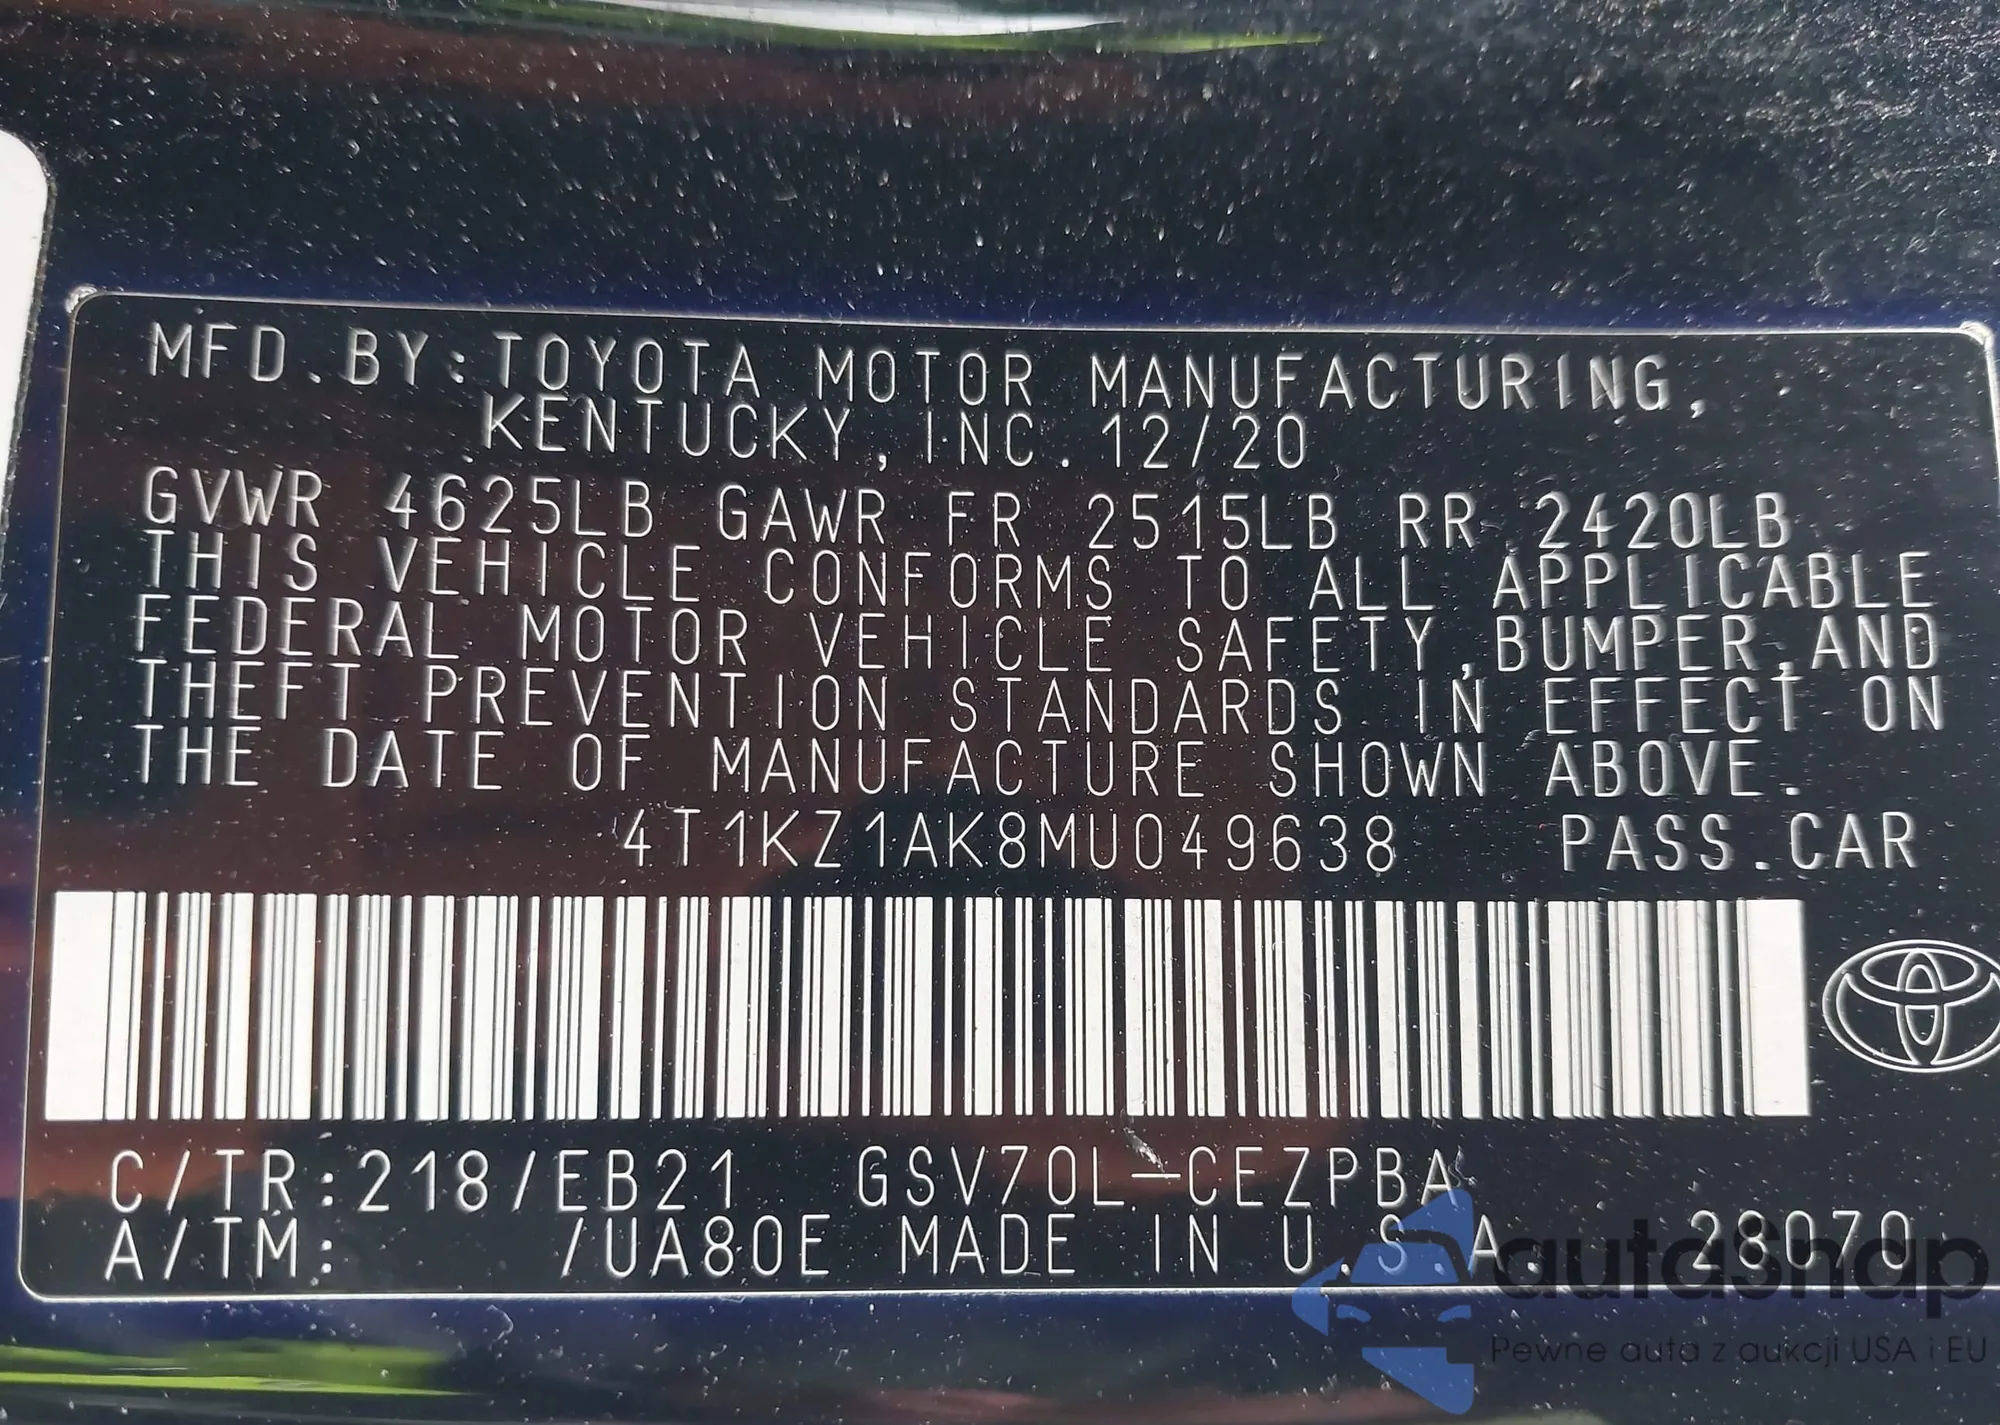 MFD.BY:TOYOTA MOTOR MANUFACTURING,
KENTUCKY,INC.12/20
GVWR 4625LB GAWR FR 2515LB RR 2420LB
THIS VEHICLE CONFORMS TO ALL APPLICABLE
FEDERAL MOTOR VEHICLE SAFETY,BUMPER,AND
THEFT PREVENTION STANDARDS IN EFFECT ON
THE DATE OF MANUFACTURE SHOWN ABOVE.
4T1KZ1AK8MU049638 PASS.CAR
C/TR:218/EB21 GSV70L-CEZPBA
A/TM: /UA80E MADE IN U.S.A. 28070
autaSnap
Pewne auta z aukcji USA i EU